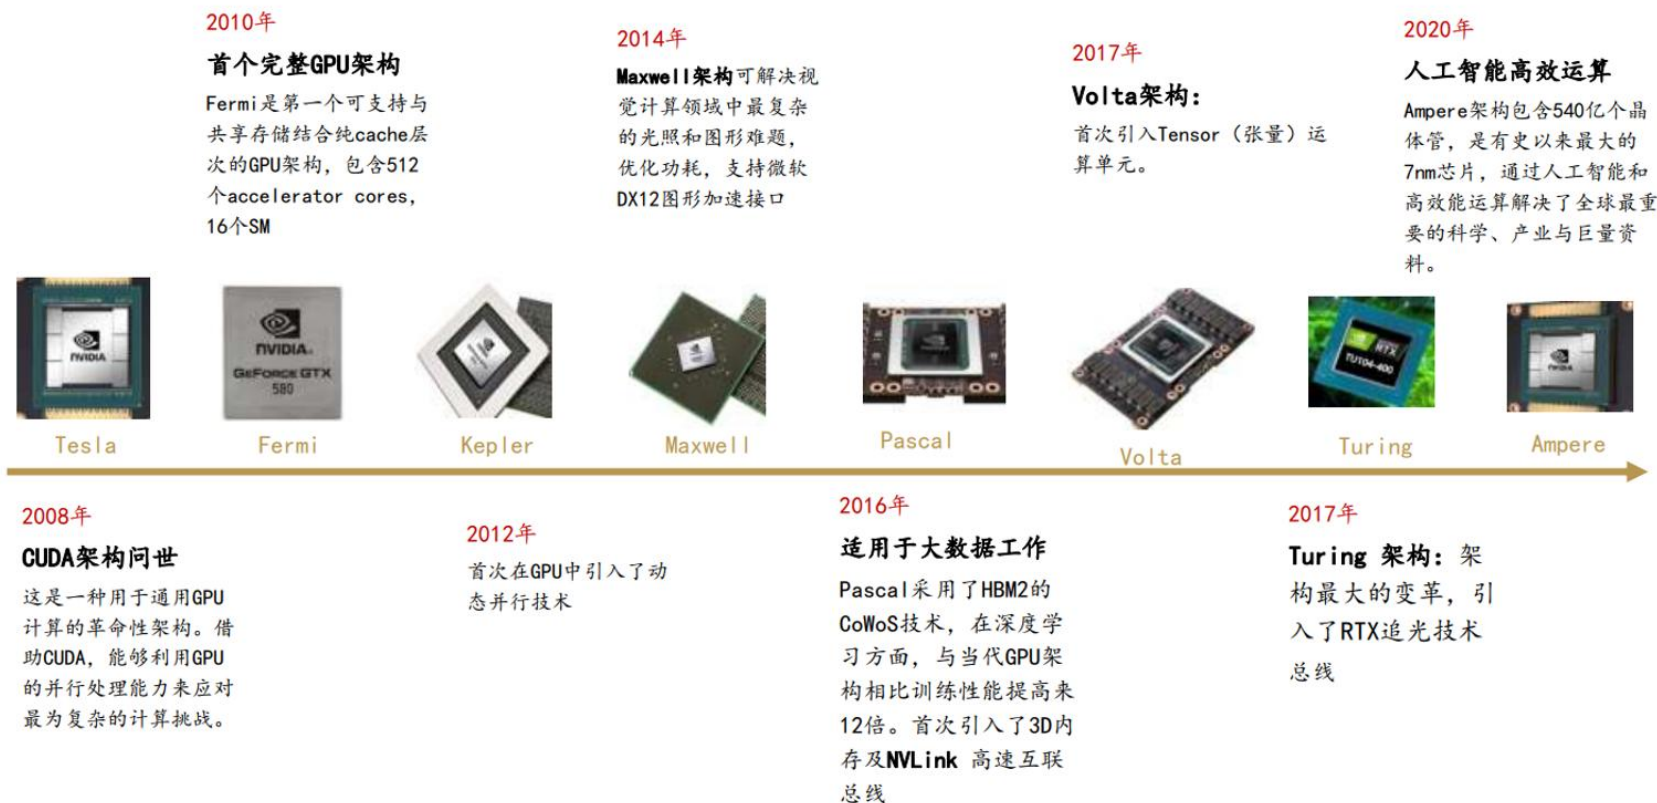 2010年
首个完整GPU架构
Fermi是第一个可支持与
共享存储结合纯cache层
次的GPU架构，包含512
个accelerator cores，
16个SM
2014年
Maxwell架构可解决视
觉计算领域中最复杂
的光照和图形难题，
优化功耗，支持微软
DX12图形加速接口
2017年
Volta架构：
首次引入Tensor（张量）运
算单元。
2020年
人工智能高效运算
Ampere架构包含540亿个晶
体管，是有史以来最大的
7nm芯片，通过人工智能和
高效能运算解决了全球最重
要的科学、产业与巨量资
料。
NVIDIA
NVIDIA
GEFORCE GTX
580
RTX
TU104-400
NVIDIA
Tesla
Fermi
Kepler
Maxwell
Pascal
Volta
Turing
Ampere
2008年
CUDA架构问世
这是一种用于通用GPU
计算的革命性架构。借
助CUDA，能够利用GPU
的并行处理能力来应对
最为复杂的计算挑战。
2012年
首次在GPU中引入了动
态并行技术
2016年
适用于大数据工作
Pascal采用了HBM2的
CoWoS技术，在深度学
习方面，与当代GPU架
构相比训练性能提高来
12倍。首次引入了3D内
存及NVLink 高速互联
总线
2017年
Turing 架构：架
构最大的变革，引
入了RTX追光技术
总线